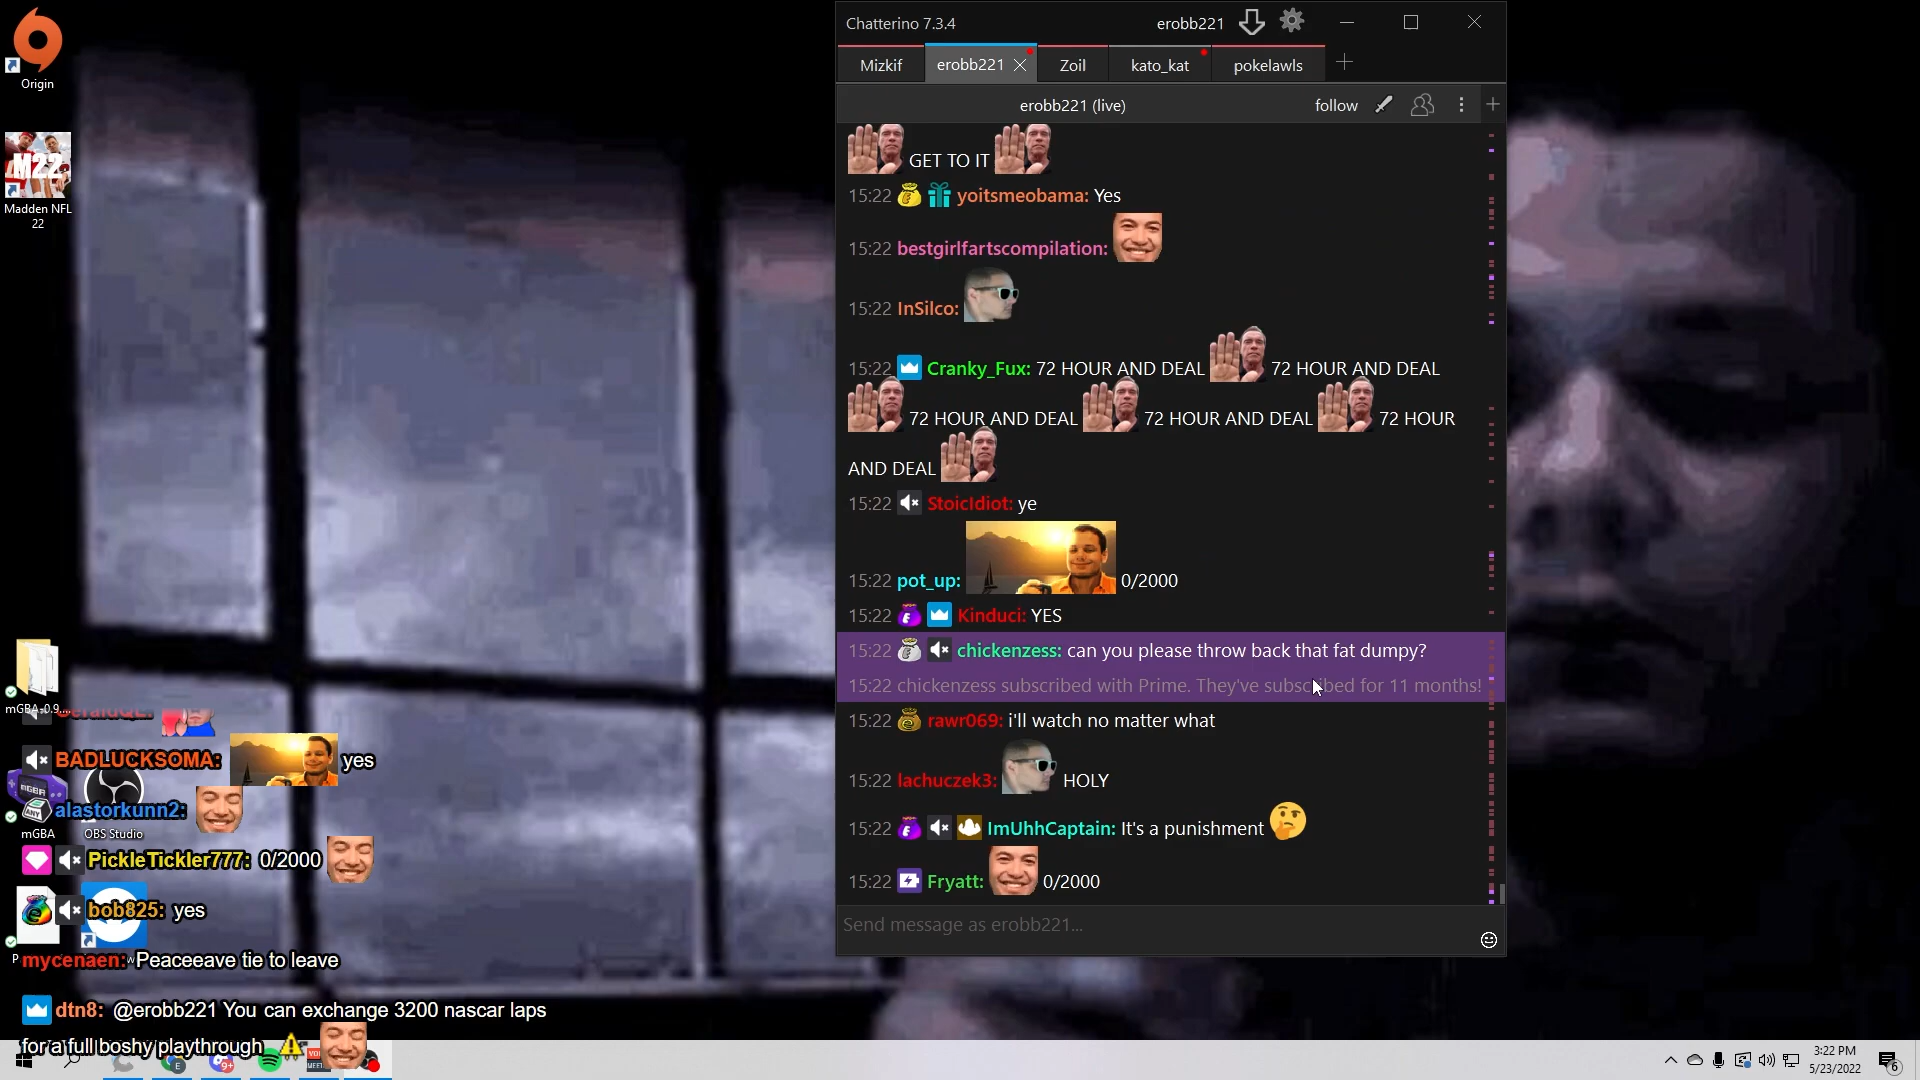 Origin
M22
Madden NFL
22
Chatterino 7.3.4
erobb221
Mizkif
erobb221
Zoil
kato_kat
pokelawls
erobb221 (live)
follow
GET TO IT
15:22 yoitsmeobama: Yes
15:22 bestgirlfartscompilation:
15:22 InSilco:
15:22 Cranky_Fux: 72 HOUR AND DEAL 72 HOUR AND DEAL
72 HOUR AND DEAL 72 HOUR AND DEAL 72 HOUR
AND DEAL
15:22 StoicIdiot: ye
15:22 pot_up: 0/2000
15:22 Kinduci: YES
15:22 chickenzess: can you please throw back that fat dumpy?
15:22 chickenzess subscribed with Prime. They've subscribed for 11 months!
15:22 rawr069: i'll watch no matter what
15:22 lachuczek3: HOLY
15:22 ImUhhCaptain: It's a punishment
15:22 Fryatt: 0/2000
Send message as erobb221...
mGBA-0.9....
BADLUCKSOMA: yes
alastorkunn2:
mGBA
OBS Studio
PickleTickler777: 0/2000
bob825: yes
mycenaen: Peaceeave tie to leave
dtn8: @erobb221 You can exchange 3200 nascar laps
for a full boshy playthrough
9+
3:22 PM
5/23/2022
6